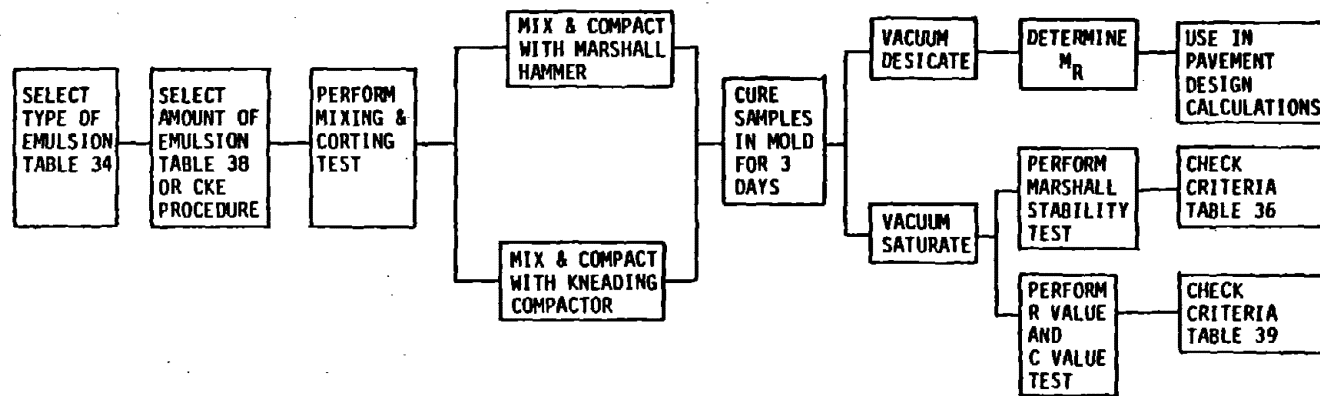 SELECT
TYPE OF
EMULSION
TABLE 34
SELECT
AMOUNT OF
EMULSION
TABLE 38
OR CKE
PROCEDURE
PERFORM
MIXING &
CORTING
TEST
MIX & COMPACT
WITH MARSHALL
HAMMER
MIX & COMPACT
WITH KNEADING
COMPACTOR
CURE
SAMPLES
IN MOLD
FOR 3
DAYS
VACUUM
DESICATE
DETERMINE
MR
USE IN
PAVEMENT
DESIGN
CALCULATIONS
VACUUM
SATURATE
PERFORM
MARSHALL
STABILITY
TEST
CHECK
CRITERIA
TABLE 36
PERFORM
R VALUE
AND
C VALUE
TEST
CHECK
CRITERIA
TABLE 39